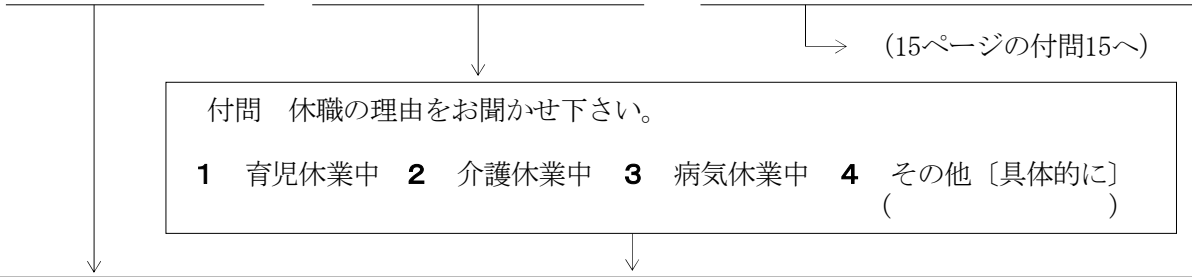 (15ページの付問15へ)
付問　休職の理由をお聞かせ下さい。
1　育児休業中　2　介護休業中　3　病気休業中　4　その他〔具体的に〕
(　　　　　　　)